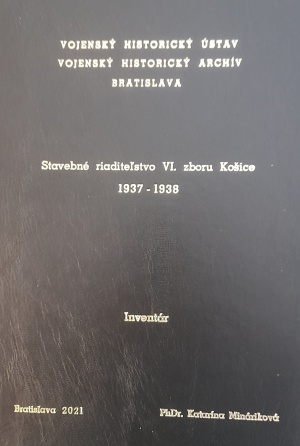 VOJENSKÝ HISTORICKÝ ÚSTAV
VOJENSKÝ HISTORICKÝ ARCHÍV
BRATISLAVA
Stavebné riaditeľstvo VI. zboru Košice
1937 - 1938
Inventár
Bratislava 2021
PhDr. Katarína Mináriková